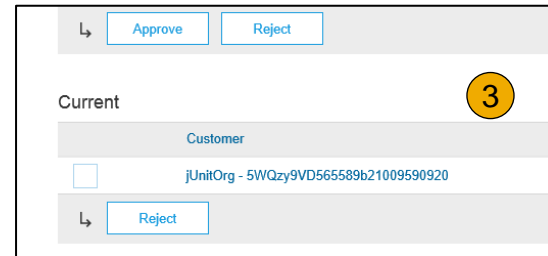 Approve Reject
Current
3
Customer
jUnitOrg - 5WQzy9VD565589b21009590920
Reject